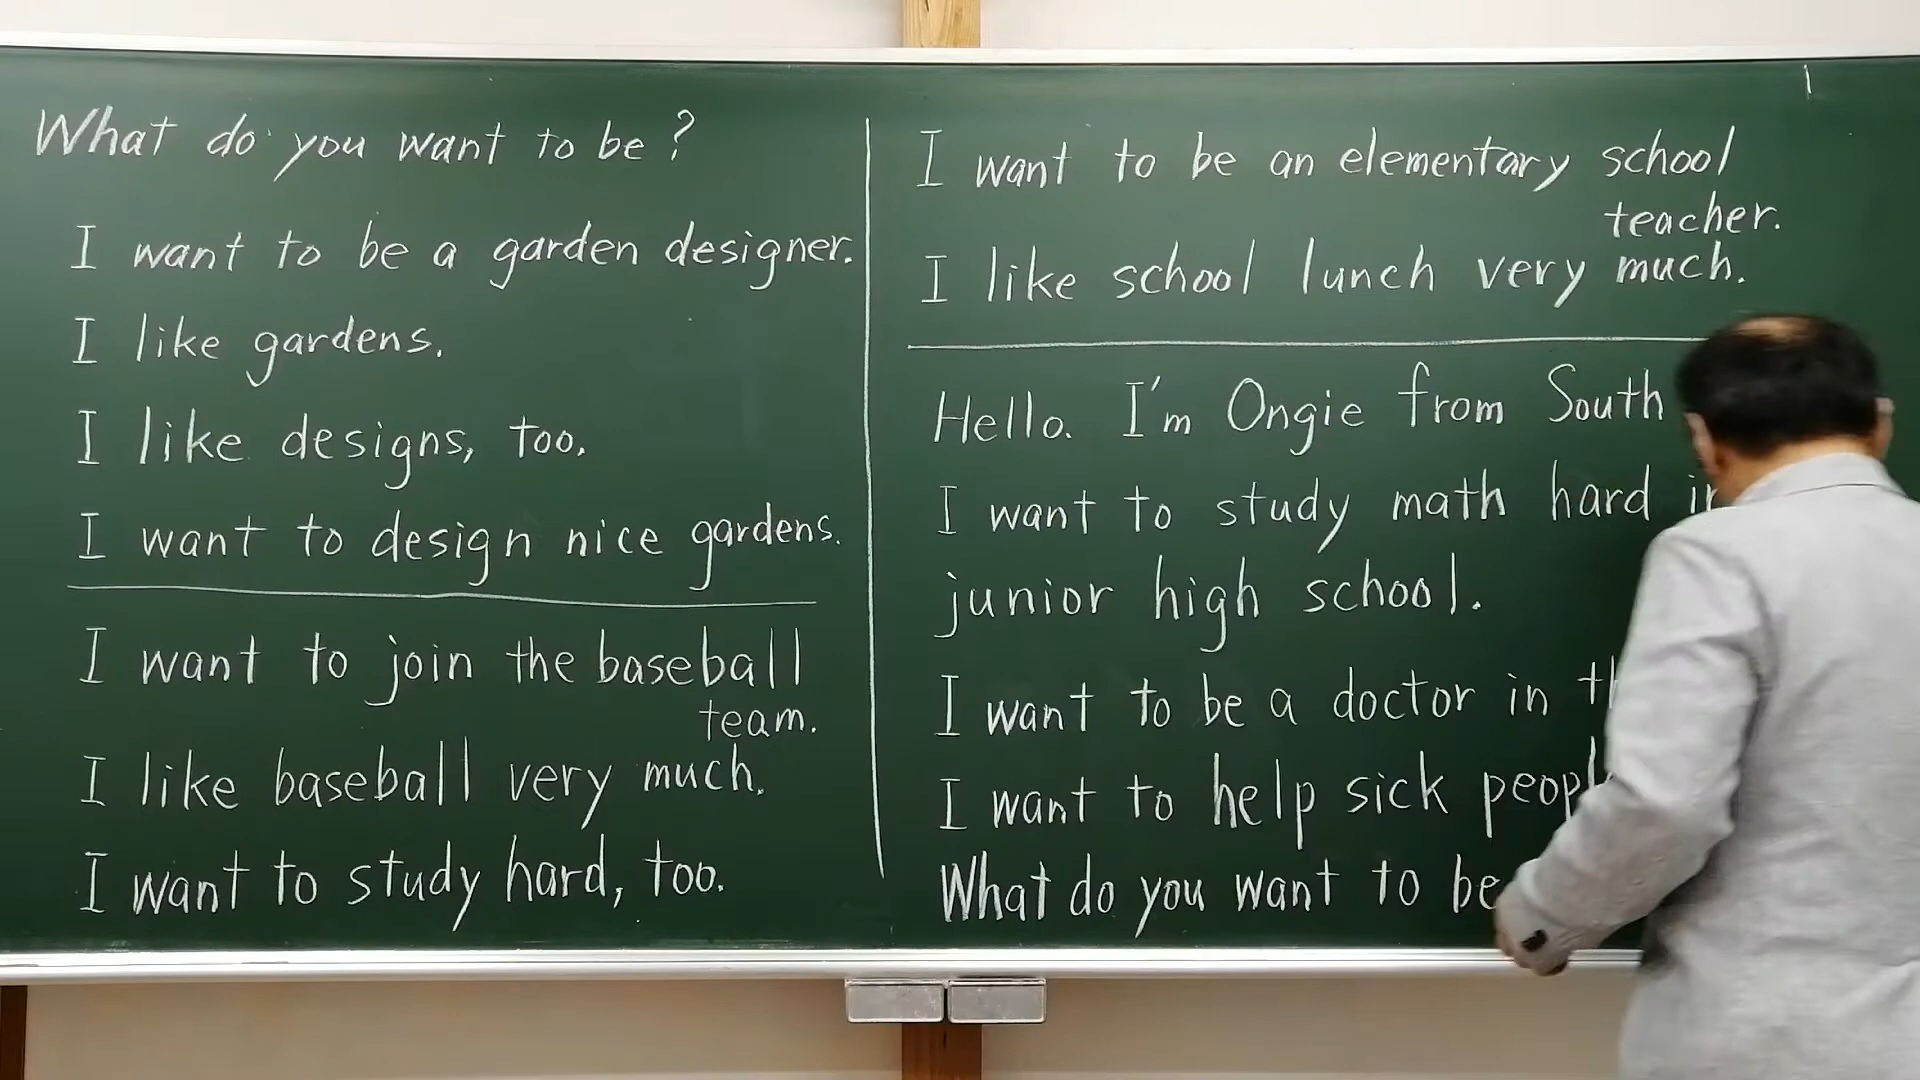 What do you want to be?
I want to be a garden designer.
I like gardens.
I like designs, too.
I want to design nice gardens.
I want to join the baseball
team.
I like baseball very much.
I want to study hard, too.
I want to be an elementary school
teacher.
I like school lunch very much.
Hello. I'm Ongie from South
I want to study math hard
junior high school.
I want to be a doctor in
I want to help sick
What do you want to be